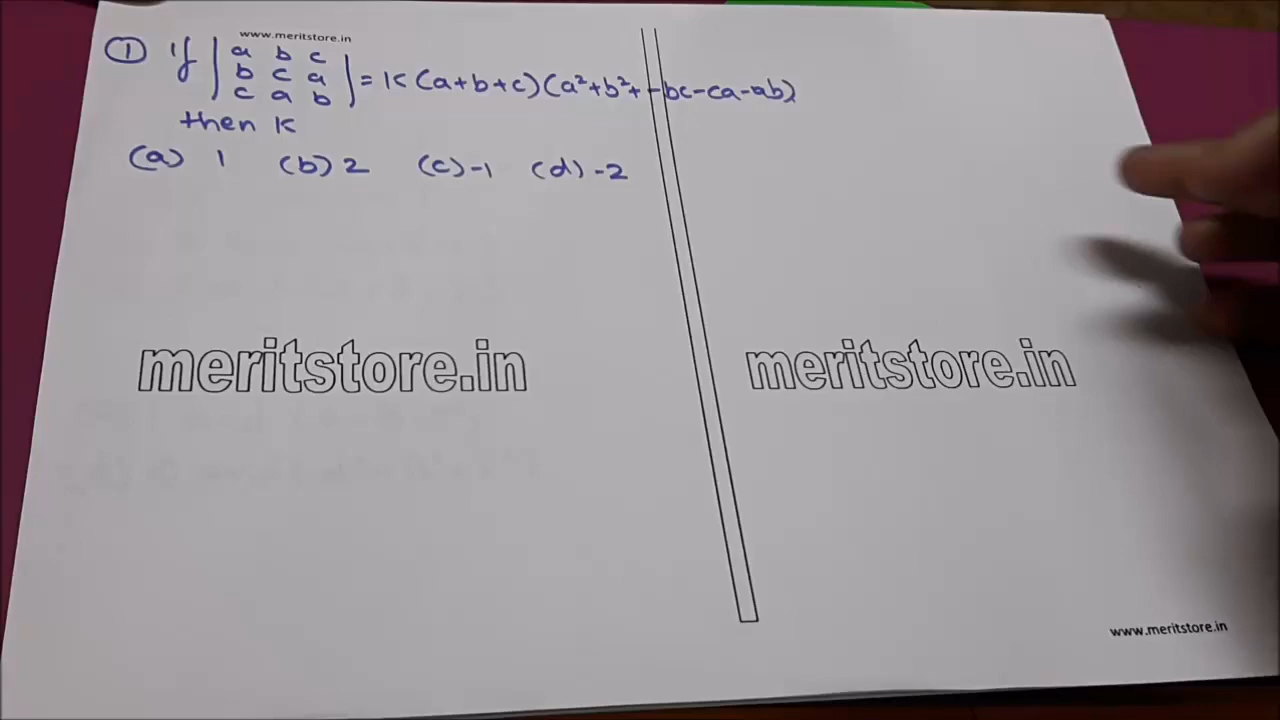 www.meritstore.in
① If | a b c |
| b c a | = K (a+b+c)(a²+b²+ -bc-ca-ab)
| c a b |
then K
(a) 1 (b) 2 (c) -1 (d) -2
meritstore.in meritstore.in
www.meritstore.in